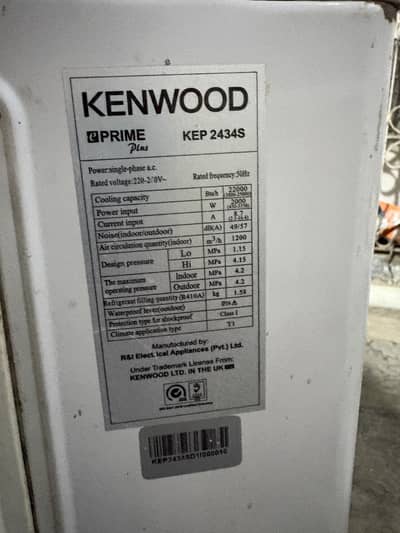 KENWOOD
ePRIME Plus KEP 2434S
Power:single-phase a.c.
Rated voltage:220-240V~ Rated frequency:50Hz
Cooling capacity Btu/h 22000
Power input W 2000
Current input A
Noise(indoor/outdoor) dB(A) 49/57
Air circulation quantity(indoor) m³/h 1200
Design pressure Lo MPa 1.15
Hi MPa 4.15
The maximum operating pressure Indoor MPa 4.2
Outdoor MPa 4.2
Refrigerant filling quantity (R410A) kg 1.58
Waterproof lever(outdoor)
Protection type for shockproof Class I
Climate application type T1
Manufactured by:
R&I Elect ical Appliances (Pvt.) Ltd.
Under Trademark License From:
KENWOOD LTD. IN THE UK